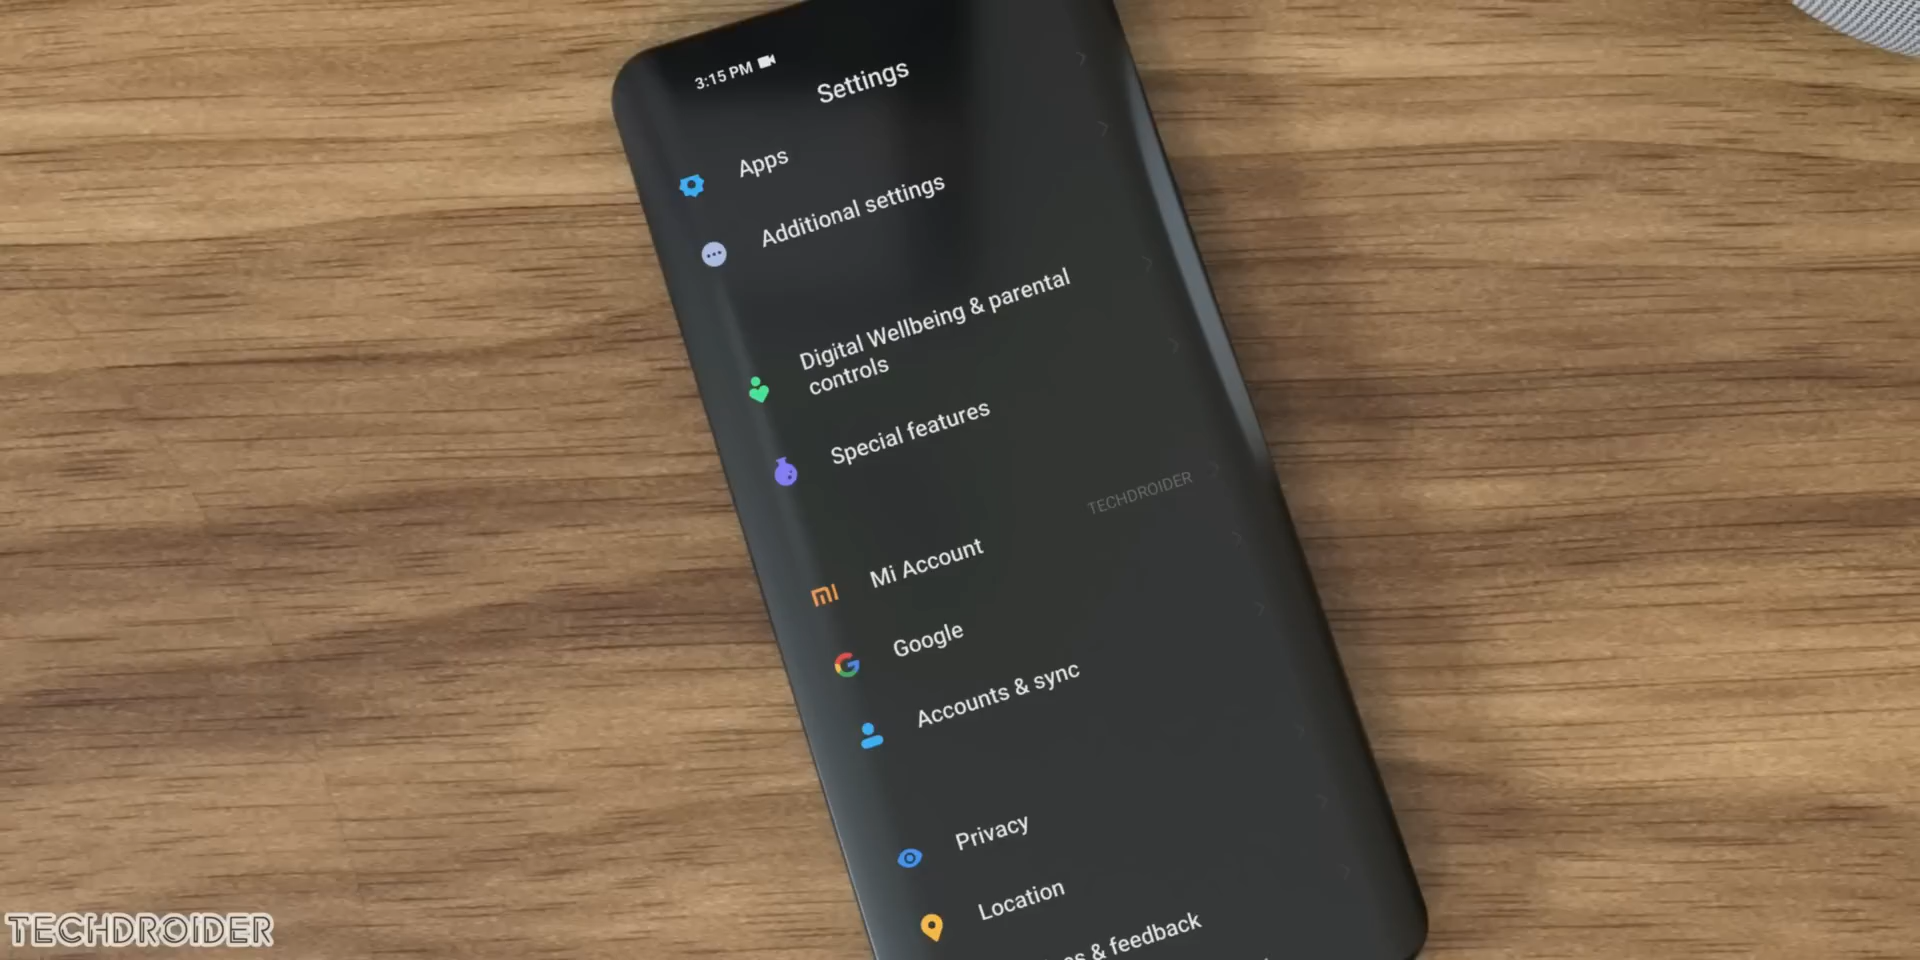 3:15 PM
Settings
Apps
Additional settings
Digital Wellbeing & parental
controls
Special features
TECHDROIDER
Mi Account
Google
Accounts & sync
Privacy
Location
& feedback
TECHDROIDER